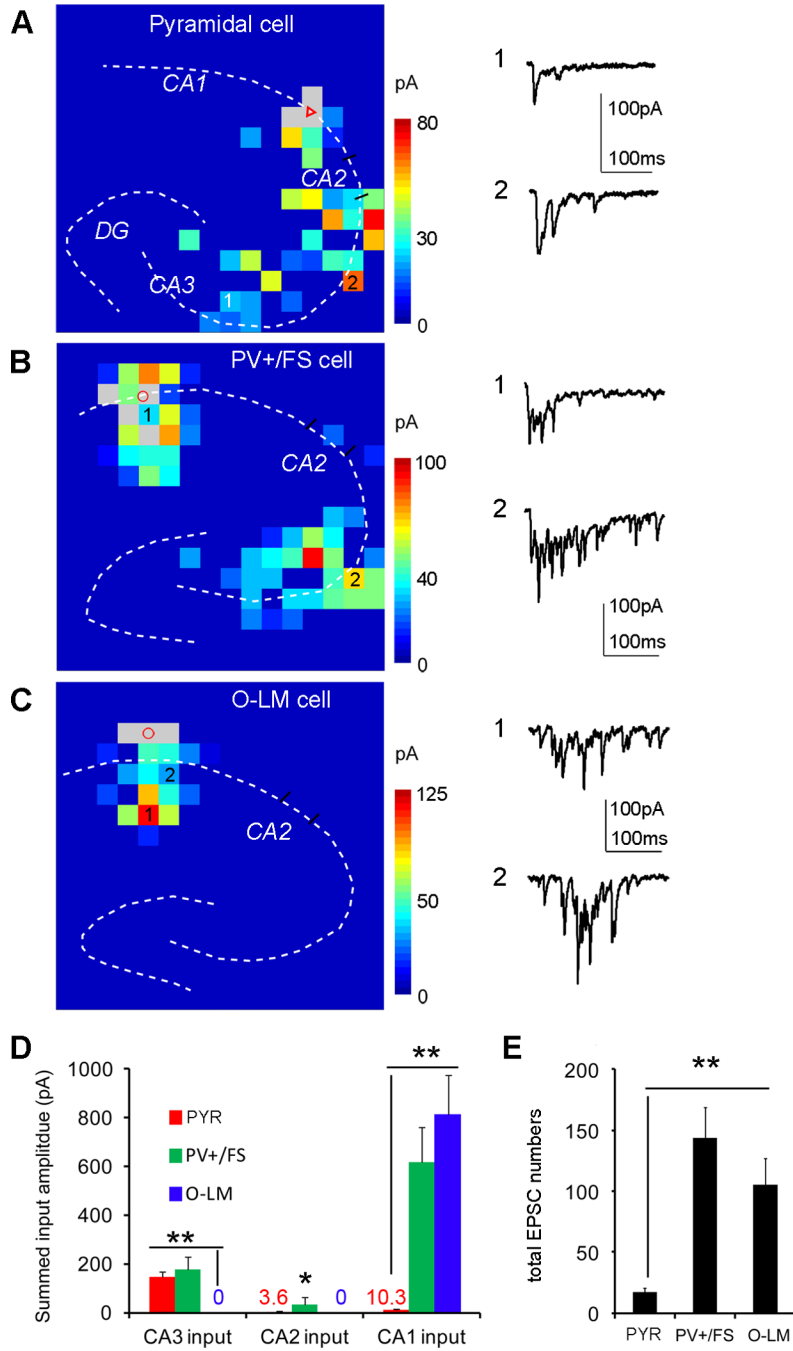 A
Pyramidal cell
CA1
CA2
DG
CA3
1
2
pA
80
30
0
1
100pA
100ms
2
B
PV+/FS cell
1
CA2
2
pA
100
40
0
1
2
100pA
100ms
C
O-LM cell
2
1
CA2
pA
125
50
0
1
100pA
100ms
2
D
Summed input amplitdue (pA)
1000
800
600
400
200
0
PYR
PV+/FS
O-LM
**
0
3.6
*
0
**
10.3
CA3 input
CA2 input
CA1 input
E
total EPSC numbers
200
150
100
50
0
**
PYR
PV+/FS
O-LM